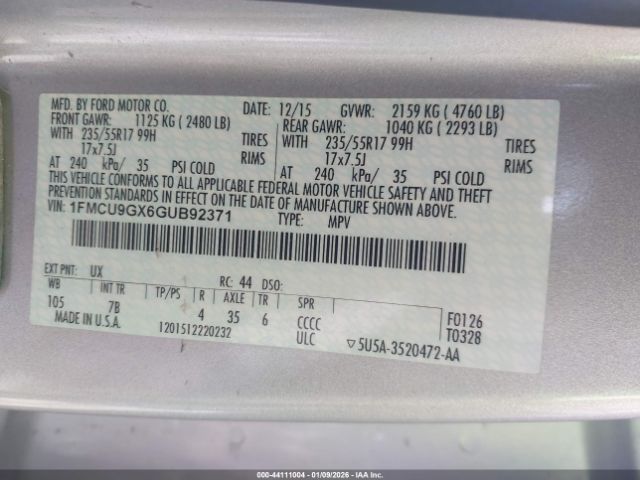 MFD. BY FORD MOTOR CO. DATE: 12/15 GVWR: 2159 KG ( 4760 LB)
FRONT GAWR: 1125 KG ( 2480 LB) REAR GAWR: 1040 KG ( 2293 LB)
WITH 235/55R17 99H TIRES WITH 235/55R17 99H TIRES
17x7.5J RIMS 17x7.5J RIMS
AT 240 kPa/ 35 PSI COLD AT 240 kPa/ 35 PSI COLD
THIS VEHICLE CONFORMS TO ALL APPLICABLE FEDERAL MOTOR VEHICLE SAFETY AND THEFT
PREVENTION STANDARDS IN EFFECT ON THE DATE OF MANUFACTURE SHOWN ABOVE.
VIN: 1FMCU9GX6GUB92371 TYPE: MPV
EXT PNT: UX RC: 44 DSO:
WB INT TR TP/PS R AXLE TR SPR
105 7B 4 35 6 CCCC F0126
MADE IN U.S.A. 1201512220232 ULC ▽5U5A-3520472-AA T0328
000-44111004 - 01/09/2026 - IAA Inc.